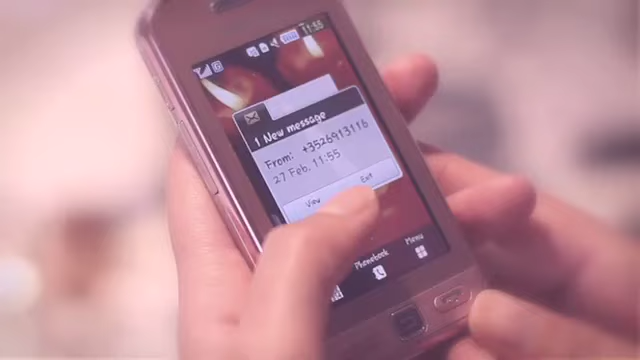 11:55
1 New message
From: +3526913116
27 Feb, 11:55
View Exit
Phonebook Menu